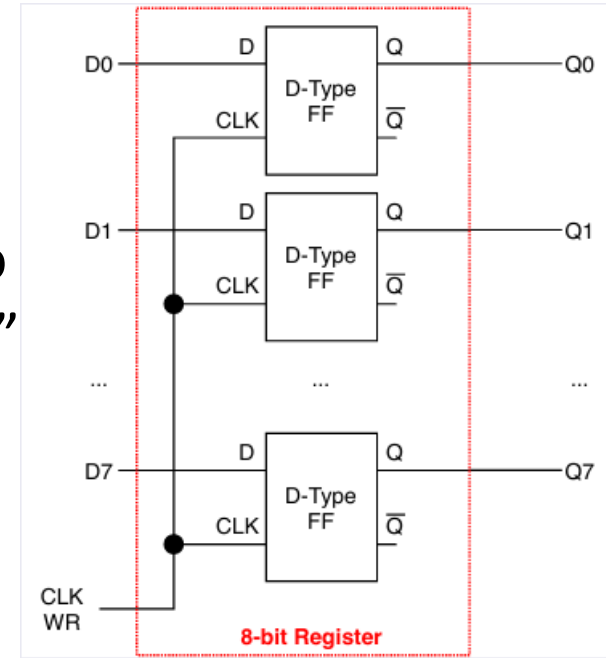 D Q
D0 Q0
D-Type
FF
CLK Q̅
D Q
D1 Q1
D-Type
FF
CLK Q̅
”
... ... ...
D Q
D7 Q7
D-Type
FF
CLK Q̅
CLK
WR
8-bit Register